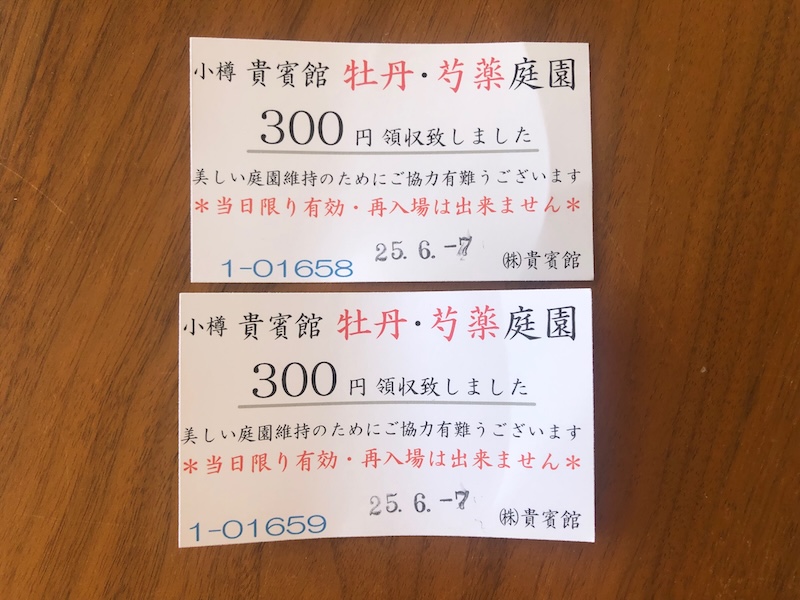 小樽 貴賓館 牡丹・芍薬庭園
300円 領収致しました
美しい庭園維持のためにご協力有難うございます
＊当日限り有効・再入場は出来ません＊
1-01658 25.6.-7 ㈱貴賓館
小樽 貴賓館 牡丹・芍薬庭園
300円 領収致しました
美しい庭園維持のためにご協力有難うございます
＊当日限り有効・再入場は出来ません＊
1-01659 25.6.-7 ㈱貴賓館